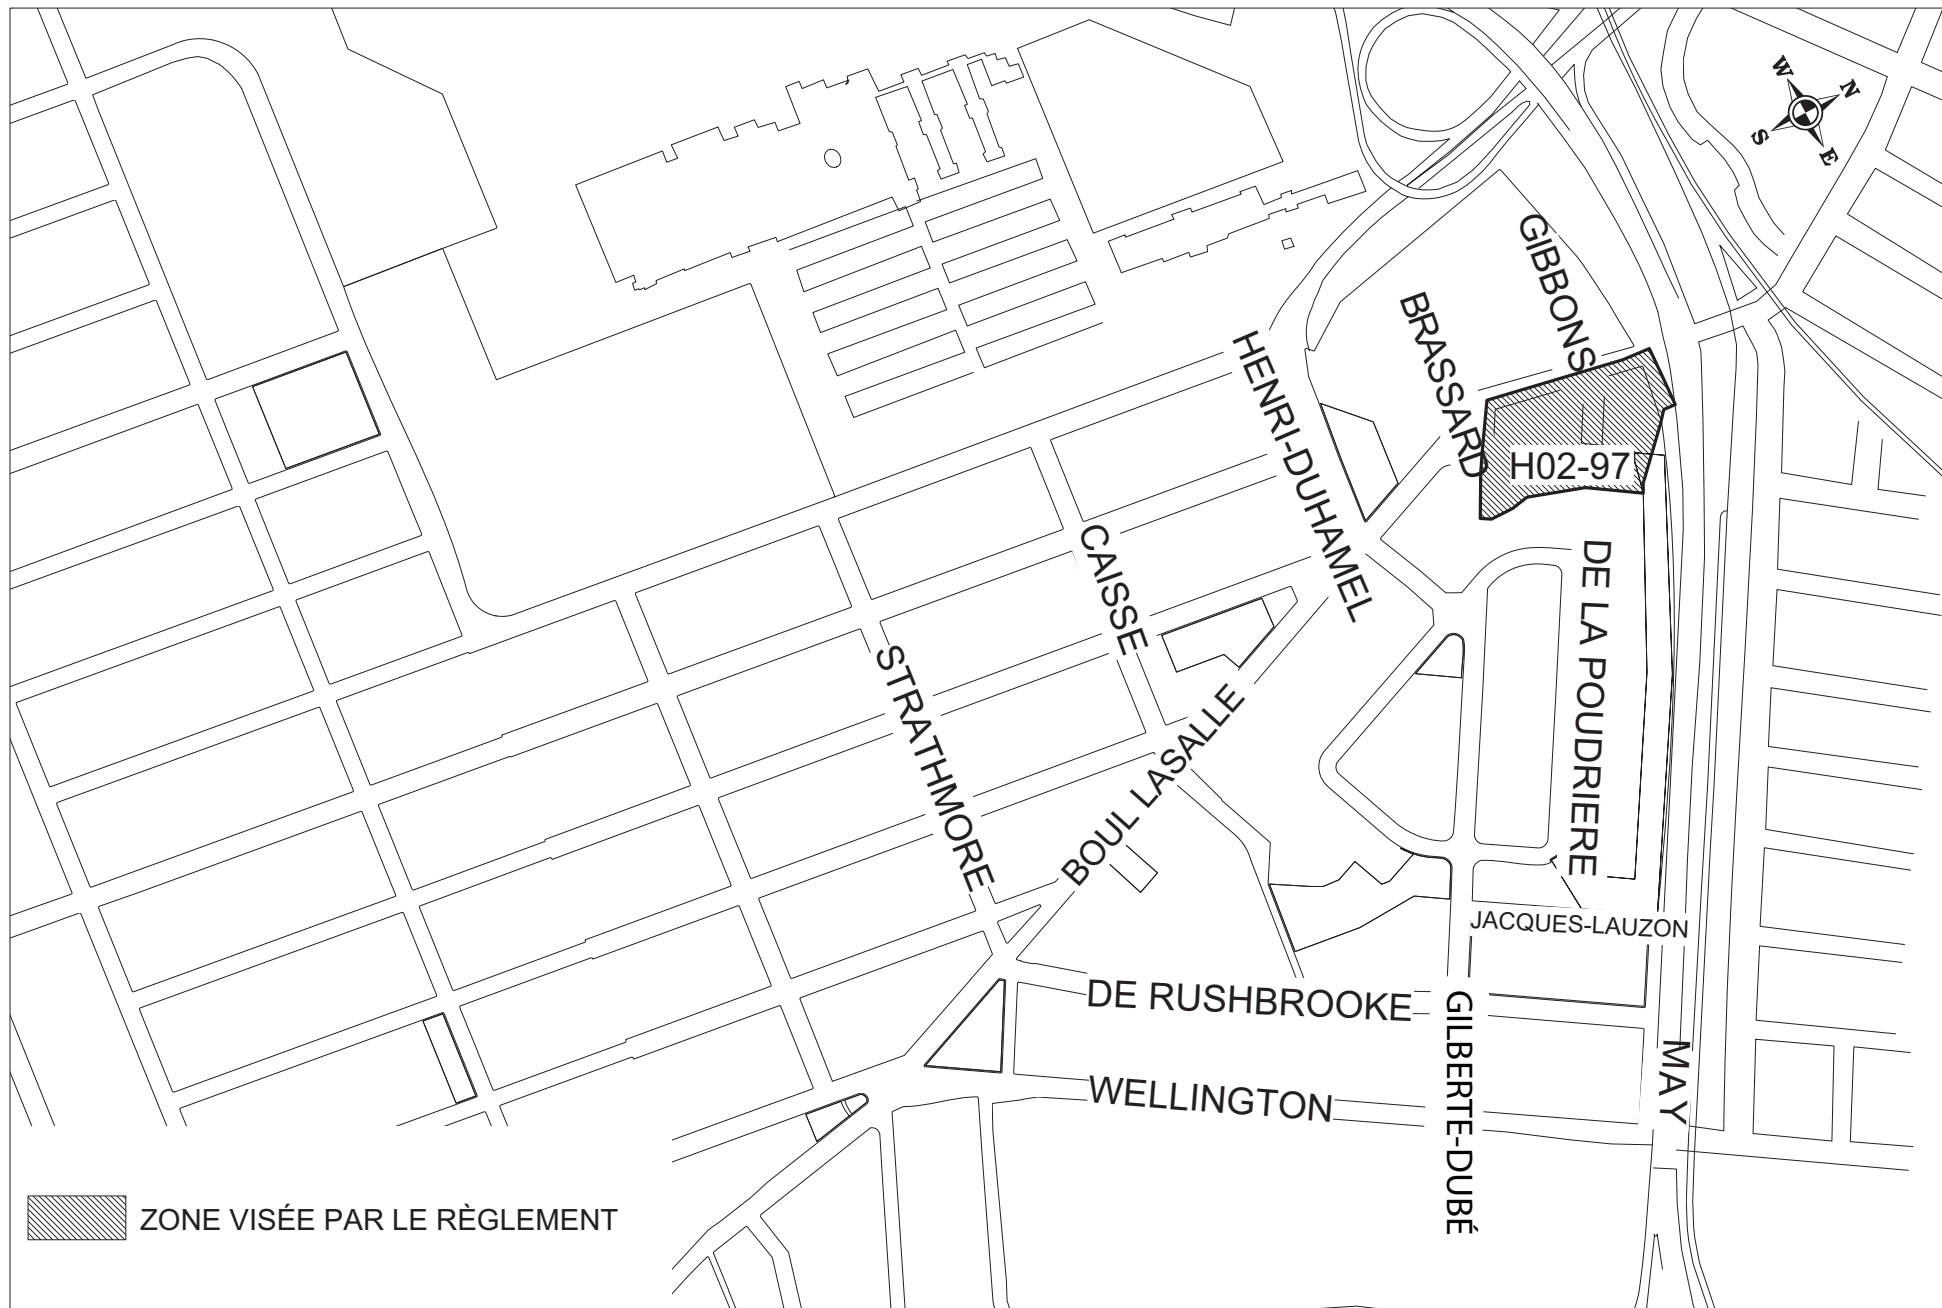 W
N
S
E
GIBBONS
BRASSARD
HENRI-DUHAMEL
H02-97
CAISSE
DE LA POUDRIERE
STRATHMORE
BOUL LASALLE
JACQUES-LAUZON
DE RUSHBROOKE
GILBERTE-DUBÉ
MAY
WELLINGTON
ZONE VISÉE PAR LE RÈGLEMENT